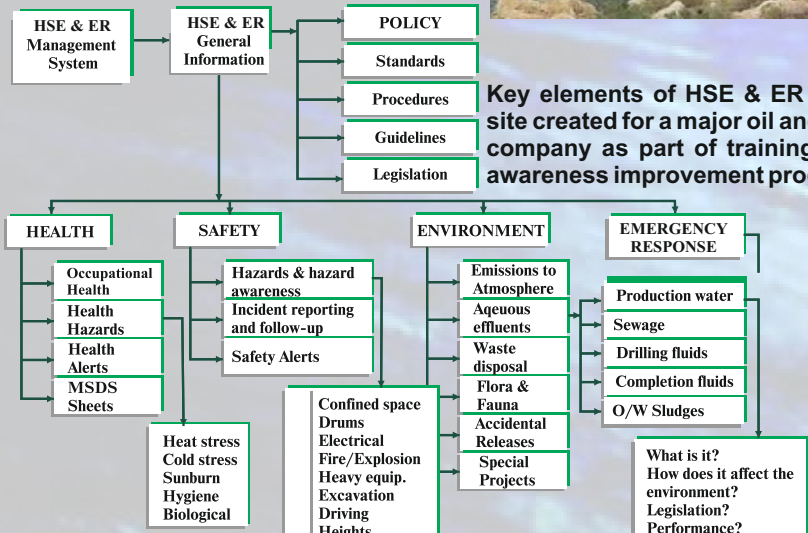 HSE & ER
Management
System
HSE & ER
General
Information
POLICY
Standards
Procedures
Guidelines
Legislation
Key elements of HSE & ER
site created for a major oil an
company as part of training
awareness improvement pro
HEALTH
Occupational
Health
Health
Hazards
Health
Alerts
MSDS
Sheets
Heat stress
Cold stress
Sunburn
Hygiene
Biological
SAFETY
Hazards & hazard
awareness
Incident reporting
and follow-up
Safety Alerts
Confined space
Drums
Electrical
Fire/Explosion
Heavy equip.
Excavation
Driving
Heights
ENVIRONMENT
Emissions to
Atmosphere
Aqeuous
effluents
Waste
disposal
Flora &
Fauna
Accidental
Releases
Special
Projects
EMERGENCY
RESPONSE
Production water
Sewage
Drilling fluids
Completion fluids
O/W Sludges
What is it?
How does it affect the
environment?
Legislation?
Performance?